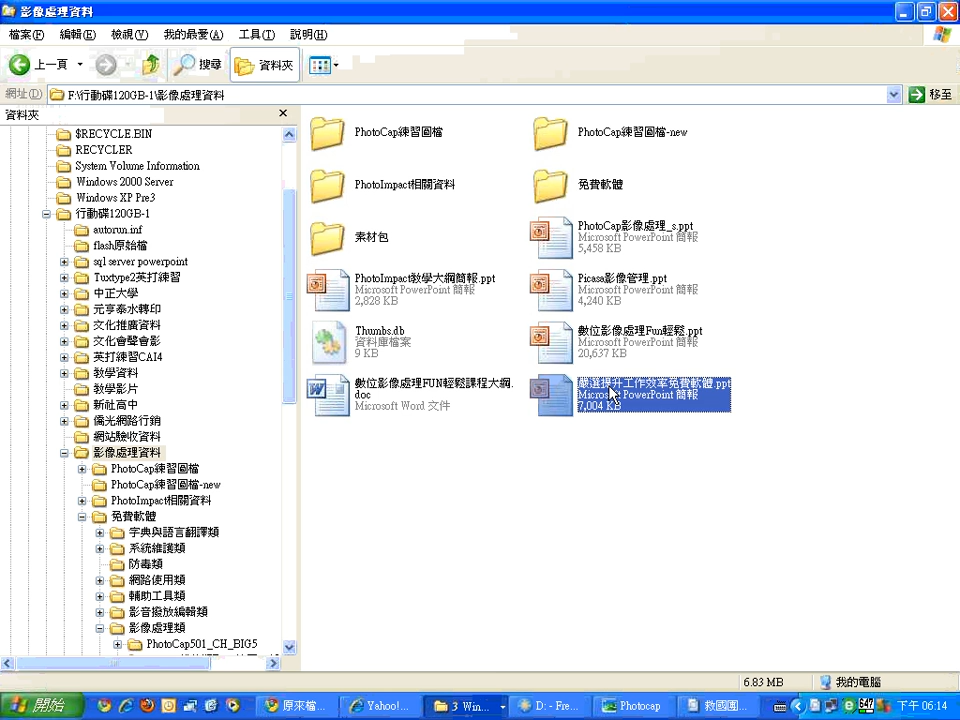 影像處理資料
檔案(F) 編輯(E) 檢視(V) 我的最愛(A) 工具(T) 說明(H)
上一頁 搜尋 資料夾
網址(D) F:\行動碟120GB-1\影像處理資料 移至
資料夾
$RECYCLE.BIN
RECYCLER
System Volume Information
Windows 2000 Server
Windows XP Pre3
行動碟120GB-1
autorun.inf
flash原始檔
sql server powerpoint
Tuxtype2英打練習
中正大學
元亨泰水轉印
文化推廣資料
文化會聲會影
英打練習CAI4
教學資料
教學影片
新社高中
僑光網路行銷
網站驗收資料
影像處理資料
PhotoCap練習圖檔
PhotoCap練習圖檔-new
PhotoImpact相關資料
免費軟體
字典與語言翻譯類
系統維護類
防毒類
網路使用類
輔助工具類
影音撥放編輯類
影像處理類
PhotoCap501_CH_BIG5
PhotoCap練習圖檔
PhotoCap練習圖檔-new
PhotoImpact相關資料
免費軟體
素材包
PhotoCap影像處理_s.ppt
Microsoft PowerPoint 簡報
5,458 KB
PhotoImpact教學大綱簡報.ppt
Microsoft PowerPoint 簡報
2,828 KB
Picasa影像管理.ppt
Microsoft PowerPoint 簡報
4,240 KB
Thumbs.db
資料庫檔案
9 KB
數位影像處理Fun輕鬆.ppt
Microsoft PowerPoint 簡報
20,637 KB
數位影像處理FUN輕鬆課程大綱.
doc
Microsoft Word 文件
嚴選提升工作效率免費軟體.ppt
Microsoft PowerPoint 簡報
7,004 KB
6.83 MB 我的電腦
開始 原來檔... Yahoo!... 3 Win... D: - Fre... Photocap 救國團... 下午 06:14